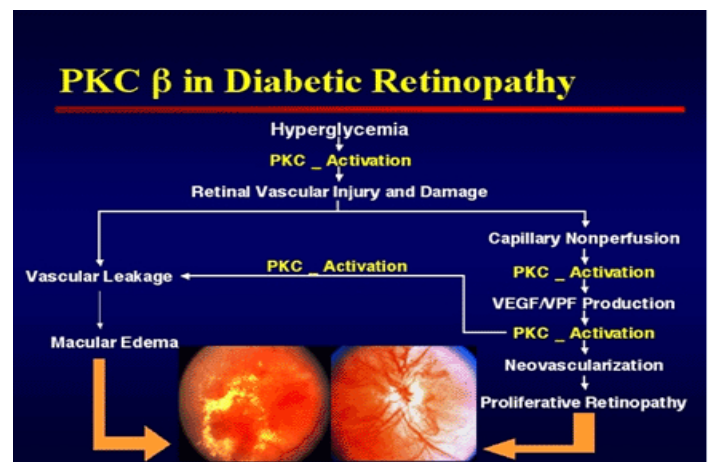 PKC β in Diabetic Retinopathy
Hyperglycemia
PKC _ Activation
Retinal Vascular Injury and Damage
Capillary Nonperfusion
Vascular Leakage
PKC _ Activation
PKC _ Activation
VEGF/VPF Production
PKC _ Activation
Macular Edema
Neovascularization
Proliferative Retinopathy